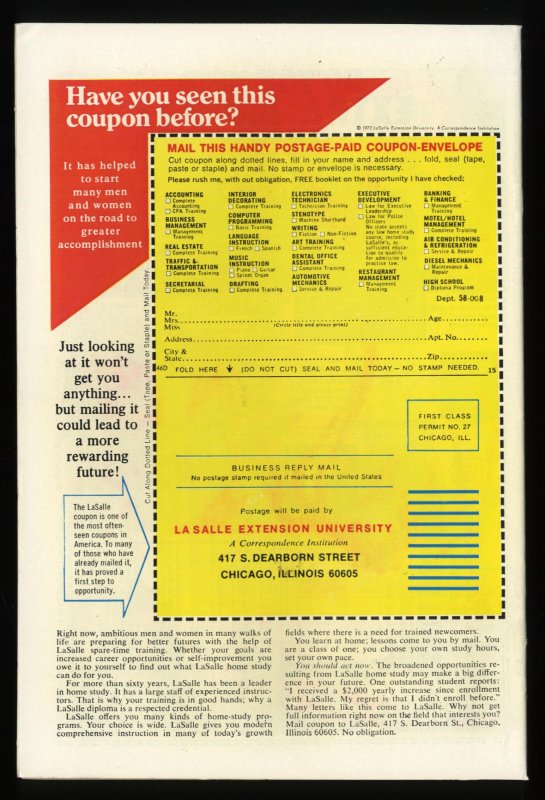 Have you seen this
coupon before?
© 1972 LaSalle Extension University A Correspondence Institution
It has helped
to start
many men
and women
on the road to
greater
accomplishment
MAIL THIS HANDY POSTAGE-PAID COUPON-ENVELOPE
Cut coupon along dotted lines, fill in your name and address . . . fold, seal (tape,
paste or staple) and mail. No stamp or envelope is necessary.
Please rush me, with out obligation, FREE booklet on the opportunity I have checked:
ACCOUNTING
Complete
Accounting
CPA Training
BUSINESS
MANAGEMENT
Management
Training
REAL ESTATE
Complete Training
TRAFFIC &
TRANSPORTATION
Complete Training
SECRETARIAL
Complete Training
INTERIOR
DECORATING
Complete Training
COMPUTER
PROGRAMMING
Basic Training
LANGUAGE
INSTRUCTION
French Spanish
MUSIC
INSTRUCTION
Piano Guitar
Spinet Organ
DRAFTING
Complete Training
ELECTRONICS
TECHNICIAN
Technician Training
STENOTYPE
Machine Shorthand
WRITING
Fiction Non-Fiction
ART TRAINING
Complete Training
DENTAL OFFICE
ASSISTANT
Complete Training
AUTOMOTIVE
MECHANICS
Service & Repair
EXECUTIVE
DEVELOPMENT
Law for Executive
Leadership
Law for Police
Officers
No state accepts
any law home study
course, including
LaSalle's, as
sufficient educa-
tion to qualify
for admission to
practice law.
RESTAURANT
MANAGEMENT
Management
Training
BANKING
& FINANCE
Management
Training
MOTEL/HOTEL
MANAGEMENT
Complete Training
AIR CONDITIONING
& REFRIGERATION
Service & Repair
DIESEL MECHANICS
Maintenance &
Repair
HIGH SCHOOL
Diploma Program
Dept. 58-008
Mr.
Mrs.
Miss
Age
(Circle title and please print)
Address Apt. No.
City &
State Zip
46D FOLD HERE (DO NOT CUT) SEAL AND MAIL TODAY — NO STAMP NEEDED. 15
Cut Along Dotted Line — Seal (Tape, Paste or Staple) and Mail Today.
FIRST CLASS
PERMIT NO. 27
CHICAGO, ILL.
BUSINESS REPLY MAIL
No postage stamp required if mailed in the United States
Postage will be paid by
LA SALLE EXTENSION UNIVERSITY
A Correspondence Institution
417 S. DEARBORN STREET
CHICAGO, ILLINOIS 60605
Just looking
at it won't
get you
anything...
but mailing it
could lead to
a more
rewarding
future!
The LaSalle
coupon is one of
the most often-
seen coupons in
America. To many
of those who have
already mailed it,
it has proved a
first step to
opportunity.
Right now, ambitious men and women in many walks of
life are preparing for better futures with the help of
LaSalle spare-time training. Whether your goals are
increased career opportunities or self-improvement you
owe it to yourself to find out what LaSalle home study
can do for you.
For more than sixty years, LaSalle has been a leader
in home study. It has a large staff of experienced instruc-
tors. That is why your training is in good hands; why a
LaSalle diploma is a respected credential.
LaSalle offers you many kinds of home-study pro-
grams. Your choice is wide. LaSalle gives you modern
comprehensive instruction in many of today's growth
fields where there is a need for trained newcomers.
You learn at home; lessons come to you by mail. You
are a class of one; you choose your own study hours,
set your own pace.
You should act now. The broadened opportunities re-
sulting from LaSalle home study may make a big differ-
ence in your future. One outstanding student reports:
"I received a $2,000 yearly increase since enrollment
with LaSalle. My regret is that I didn't enroll before."
Many letters like this come to LaSalle. Why not get
full information right now on the field that interests you?
Mail coupon to LaSalle, 417 S. Dearborn St., Chicago,
Illinois 60605. No obligation.